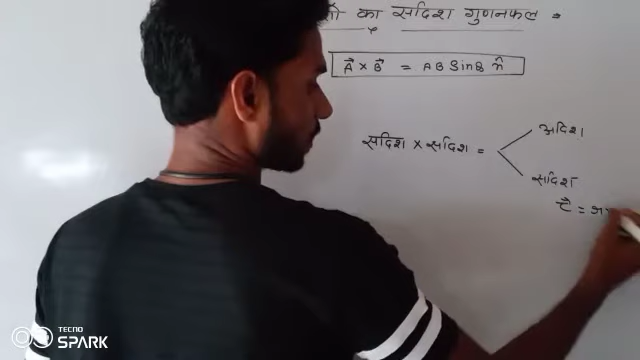 का सदिश गुणनफल =
A⃗ × B⃗ = AB Sinθ n̂
सदिश × सदिश =
अदिश
सदिश
τ⃗ =
TECNO
SPARK